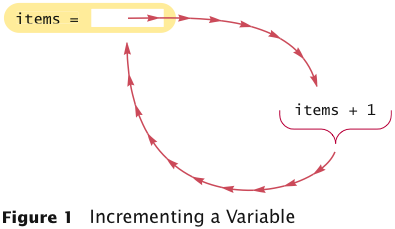 items =
items + 1
Figure 1 Incrementing a Variable